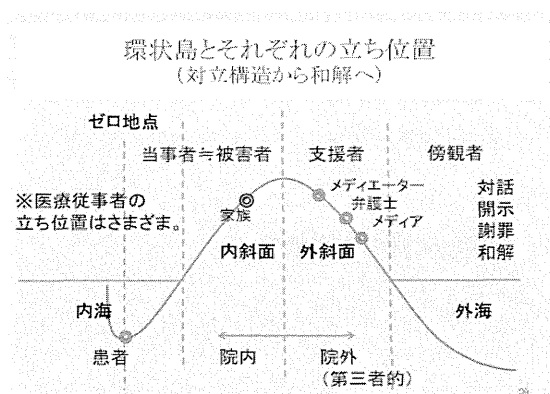 環状島とそれぞれの立ち位置
(対立構造から和解へ)
ゼロ地点
当事者≒被害者
支援者
傍観者
※医療従事者の
立ち位置はさまざま。
家族
メディエーター
弁護士
メディア
対話
開示
謝罪
和解
内斜面
外斜面
内海
外海
患者
院内
院外
(第三者的)